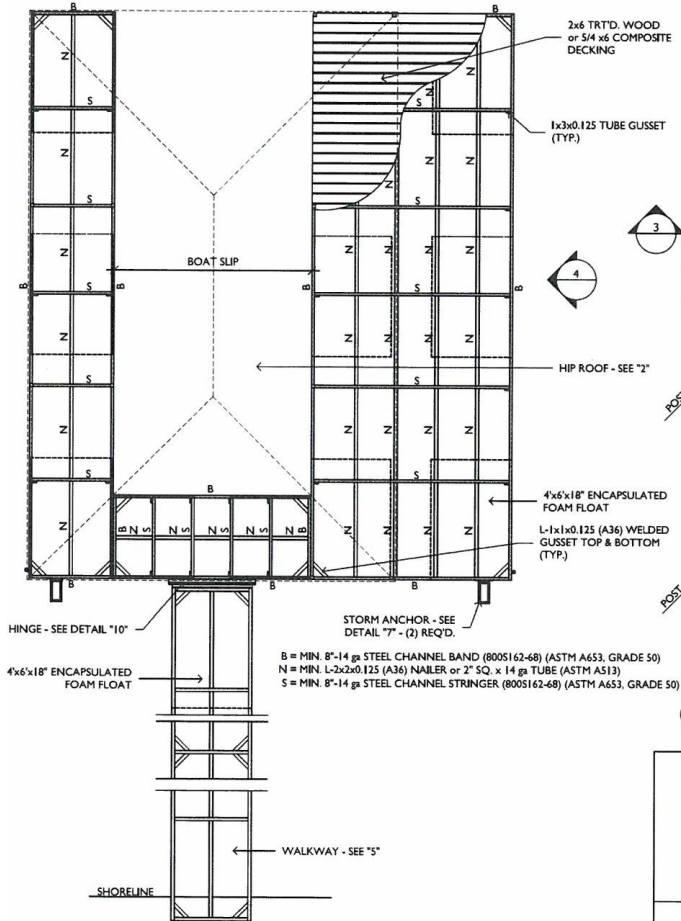 B
2x6 TRT'D. WOOD
or 5/4 x6 COMPOSITE
DECKING
1x3x0.125 TUBE GUSSET
(TYP.)
N
S
N
S
N
N
S
N
N
N
S
3
BOAT SLIP
4
B
S
B
S
B
N
N
N
N
N
HIP ROOF - SEE "2"
POST
S
N
N
N
N
N
S
S
4'x6'x18" ENCAPSULATED
FOAM FLOAT
B
L-1x1x0.125 (A36) WELDED
GUSSET TOP & BOTTOM
(TYP.)
N
B N S N S N S N S N
N
N
N
B
B
B
POST
HINGE - SEE DETAIL "10"
STORM ANCHOR - SEE
DETAIL "7" - (2) REQ'D.
B = MIN. 8"-14 ga STEEL CHANNEL BAND (800S162-68) (ASTM A653, GRADE 50)
N = MIN. L-2x2x0.125 (A36) NAILER or 2" SQ. x 14 ga TUBE (ASTM A513)
S = MIN. 8"-14 ga STEEL CHANNEL STRINGER (800S162-68) (ASTM A653, GRADE 50)
4'x6'x18" ENCAPSULATED
FOAM FLOAT
WALKWAY - SEE "5"
SHORELINE